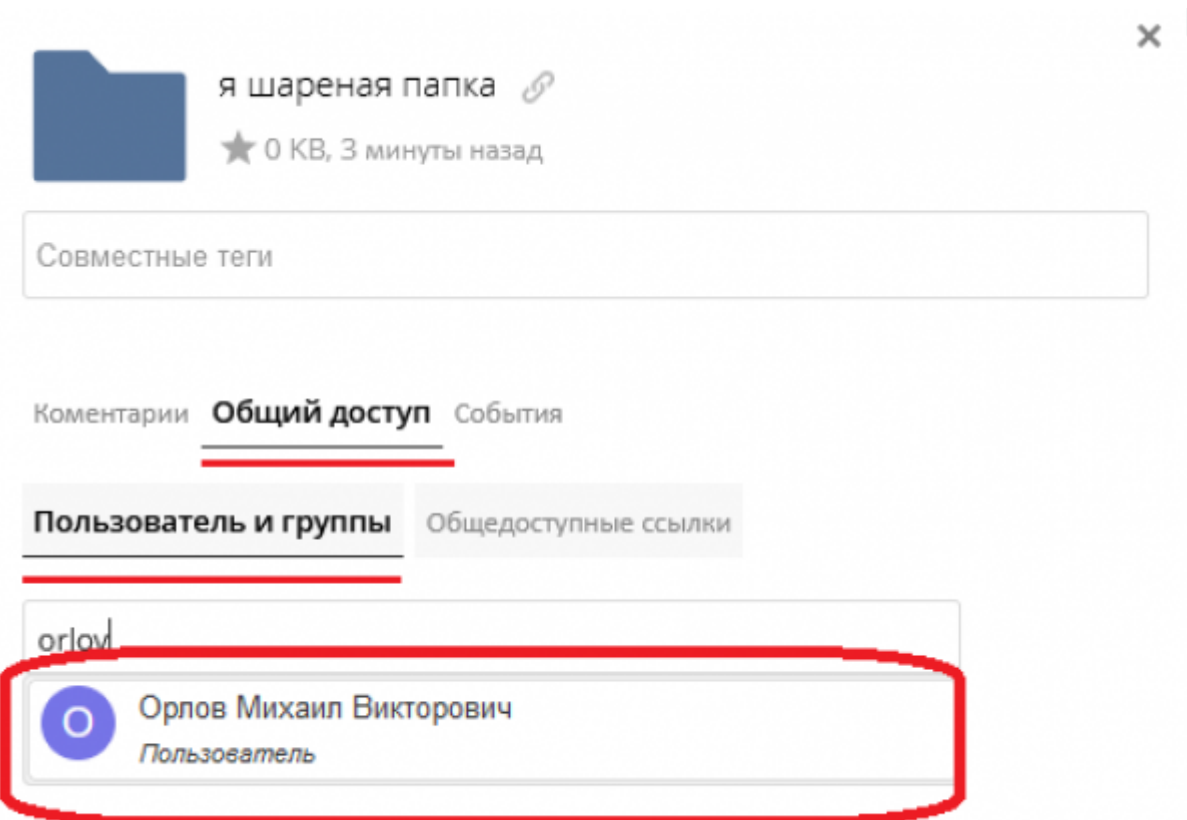 я шареная папка
0 KB, 3 минуты назад
Совместные теги
Коментарии Общий доступ События
Пользователь и группы Общедоступные ссылки
orlov
О
Орлов Михаил Викторович
Пользователь